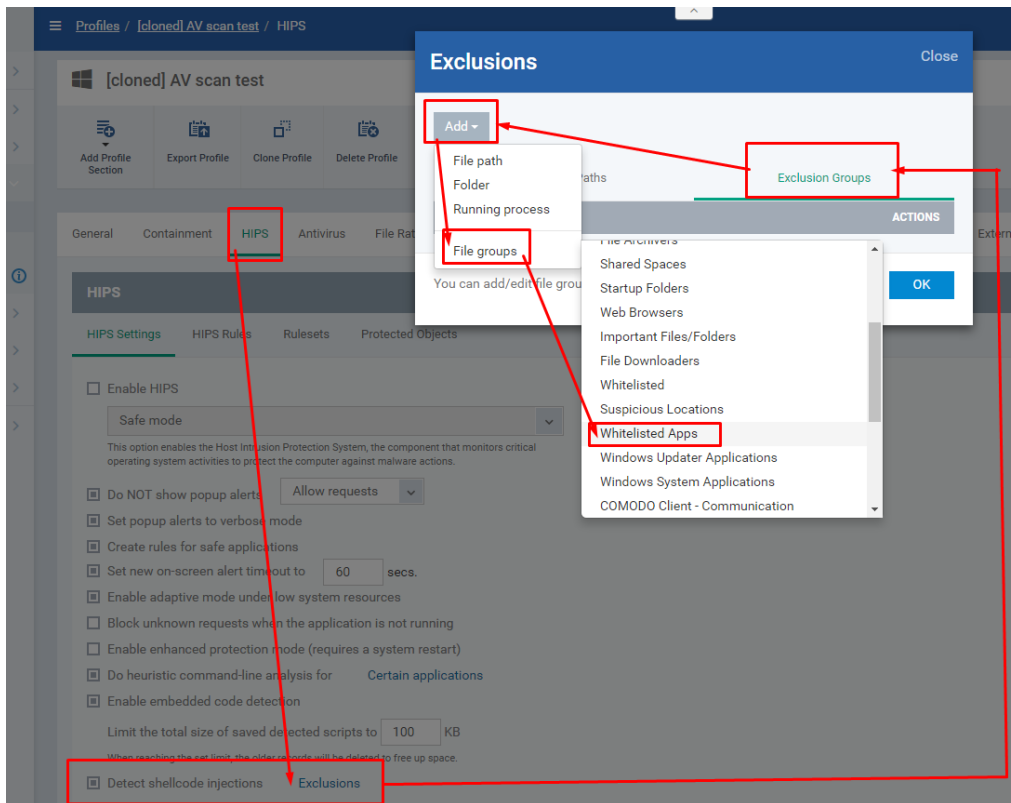 Profiles / [cloned] AV scan test / HIPS
[cloned] AV scan test
Add Profile Section
Export Profile
Clone Profile
Delete Profile
General
Containment
HIPS
Antivirus
File Rat
Extern
HIPS
HIPS Settings
HIPS Rules
Rulesets
Protected Objects
Enable HIPS
Safe mode
This option enables the Host Intrusion Protection System, the component that monitors critical
operating system activities to protect the computer against malware actions.
Do NOT show popup alerts
Allow requests
Set popup alerts to verbose mode
Create rules for safe applications
Set new on-screen alert timeout to 60 secs.
Enable adaptive mode under low system resources
Block unknown requests when the application is not running
Enable enhanced protection mode (requires a system restart)
Do heuristic command-line analysis for Certain applications
Enable embedded code detection
Limit the total size of saved detected scripts to 100 KB
When reaching the set limit, the older records will be deleted to free up space.
Detect shellcode injections Exclusions
Exclusions
Close
Add
File path
Folder
Running process
File groups
Paths
Exclusion Groups
ACTIONS
You can add/edit file grou
OK
File Archivers
Shared Spaces
Startup Folders
Web Browsers
Important Files/Folders
File Downloaders
Whitelisted
Suspicious Locations
Whitelisted Apps
Windows Updater Applications
Windows System Applications
COMODO Client - Communication